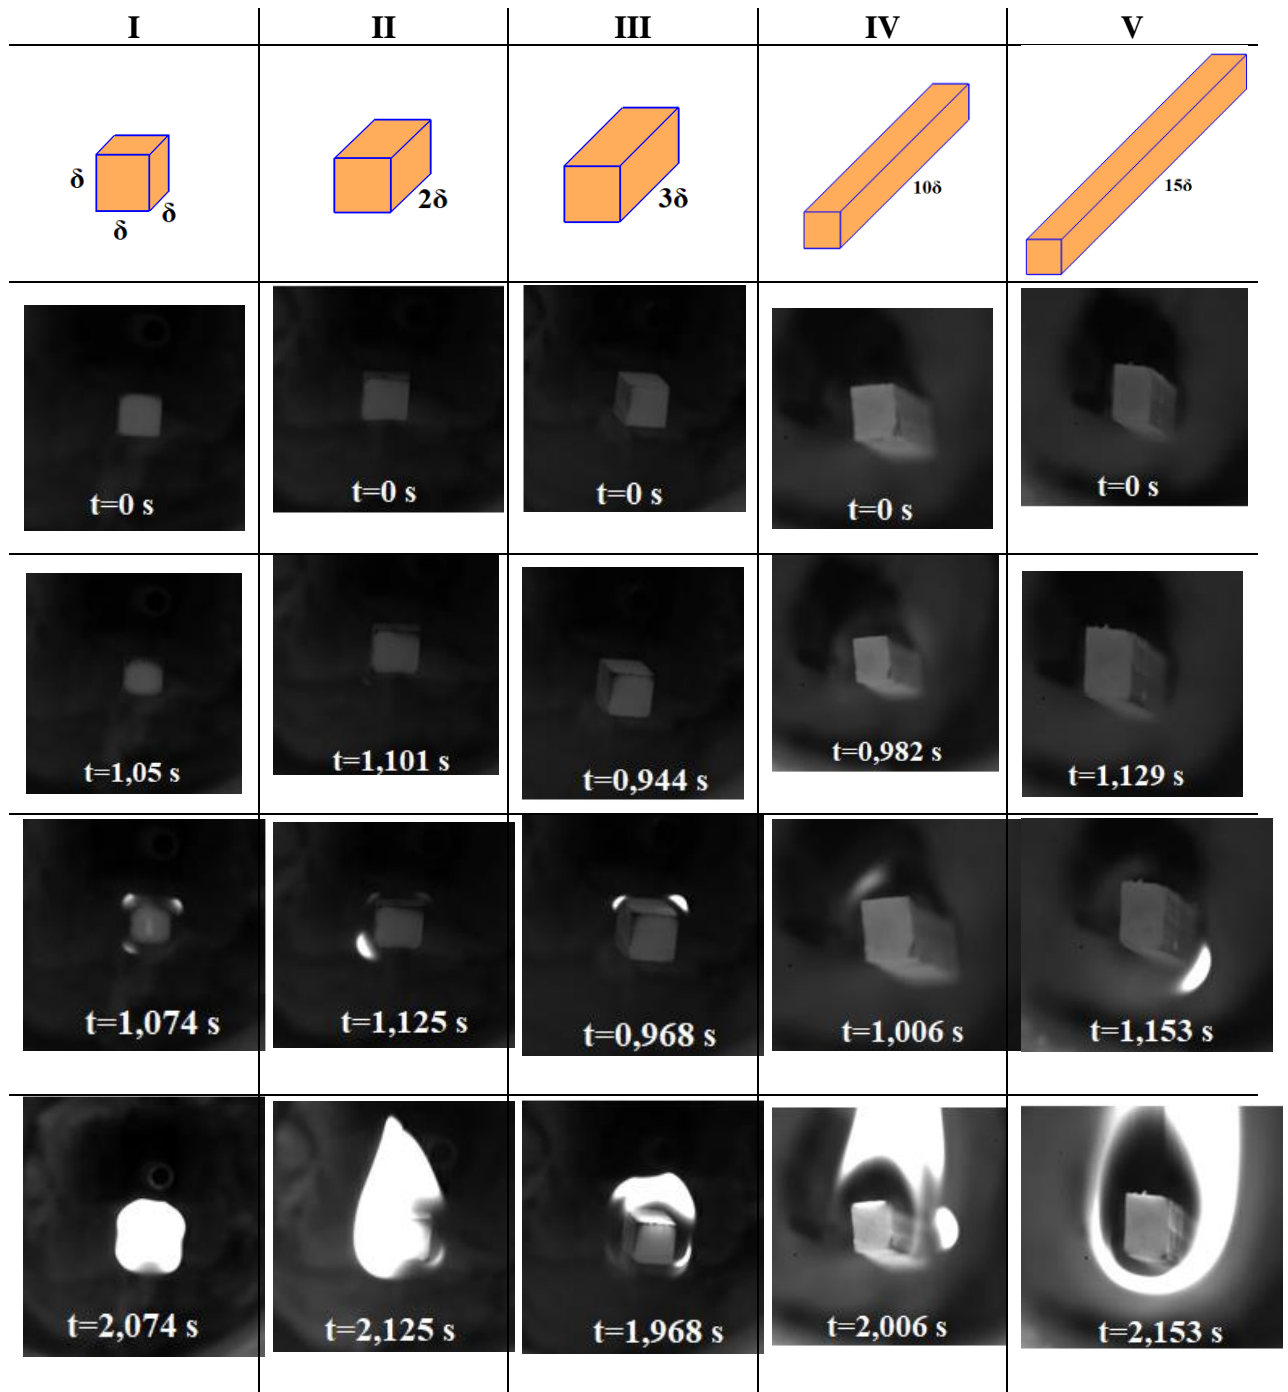 I II III IV V
δ
δ
δ
2δ
3δ
10δ
15δ
t=0 s t=0 s t=0 s t=0 s t=0 s
t=1,05 s t=1,101 s t=0,944 s t=0,982 s t=1,129 s
t=1,074 s t=1,125 s t=0,968 s t=1,006 s t=1,153 s
t=2,074 s t=2,125 s t=1,968 s t=2,006 s t=2,153 s